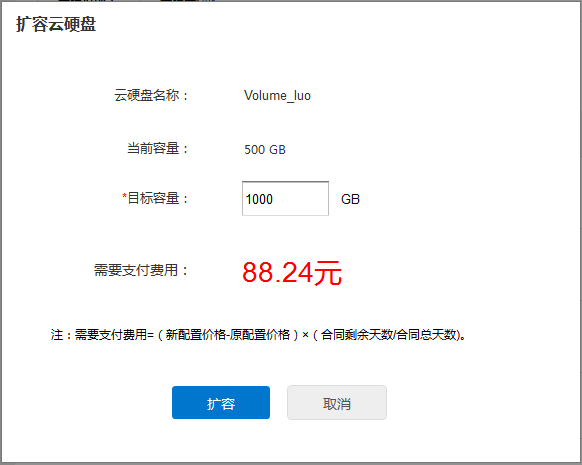 扩容云硬盘
云硬盘名称： Volume_luo
当前容量： 500 GB
*目标容量： 1000 GB
需要支付费用： 88.24元
注：需要支付费用=（新配置价格-原配置价格）×（合同剩余天数/合同总天数)。
扩容 取消